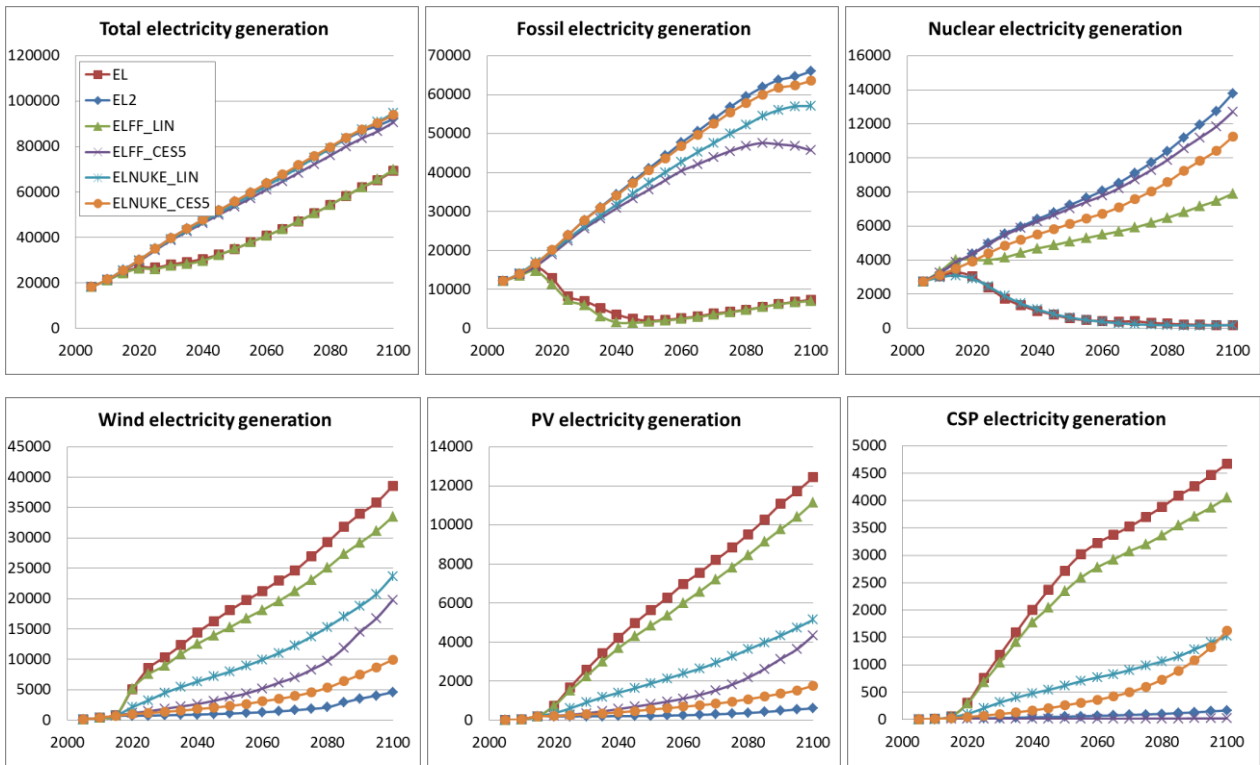 Total electricity generation
120000
100000
80000
60000
40000
20000
0
2000 2020 2040 2060 2080 2100
EL
EL2
ELFF_LIN
ELFF_CES5
ELNUKE_LIN
ELNUKE_CES5
Fossil electricity generation
70000
60000
50000
40000
30000
20000
10000
0
2000 2020 2040 2060 2080 2100
Nuclear electricity generation
16000
14000
12000
10000
8000
6000
4000
2000
0
2000 2020 2040 2060 2080 2100
Wind electricity generation
45000
40000
35000
30000
25000
20000
15000
10000
5000
0
2000 2020 2040 2060 2080 2100
PV electricity generation
14000
12000
10000
8000
6000
4000
2000
0
2000 2020 2040 2060 2080 2100
CSP electricity generation
5000
4500
4000
3500
3000
2500
2000
1500
1000
500
0
2000 2020 2040 2060 2080 2100